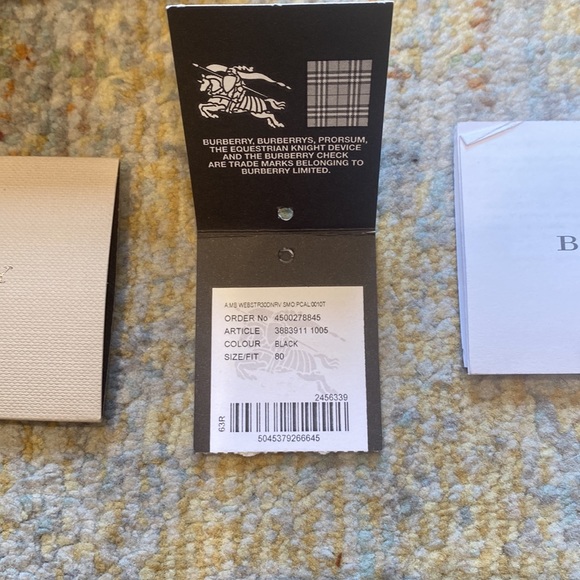 BURBERRY, BURBERRYS, PRORSUM,
THE EQUESTRIAN KNIGHT DEVICE
AND THE BURBERRY CHECK
ARE TRADE MARKS BELONGING TO
BURBERRY LIMITED.
ORDER No 4500278845
ARTICLE 3883911 1005
COLOUR BLACK
SIZE/FIT 80
2456339
63R
5045379266645
B